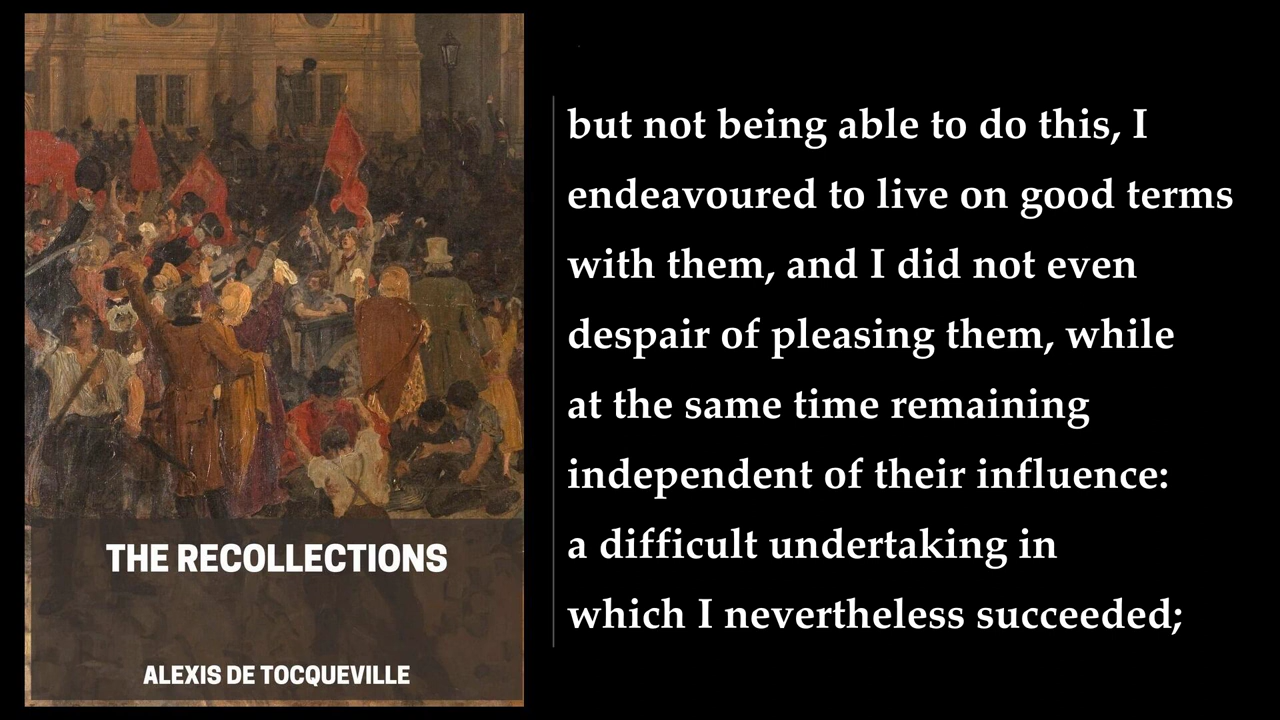 THE RECOLLECTIONS
ALEXIS DE TOCQUEVILLE
but not being able to do this, I
endeavoured to live on good terms
with them, and I did not even
despair of pleasing them, while
at the same time remaining
independent of their influence:
a difficult undertaking in
which I nevertheless succeeded;